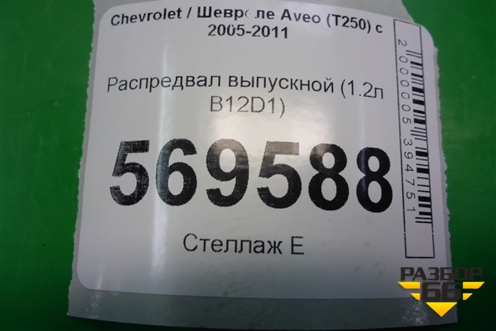 Chevrolet / Шевроле Aveo (T250) с
2005-2011
Распредвал выпускной (1.2л
B12D1)
569588
Стеллаж Е
2000005394751
РАЗБОР
66